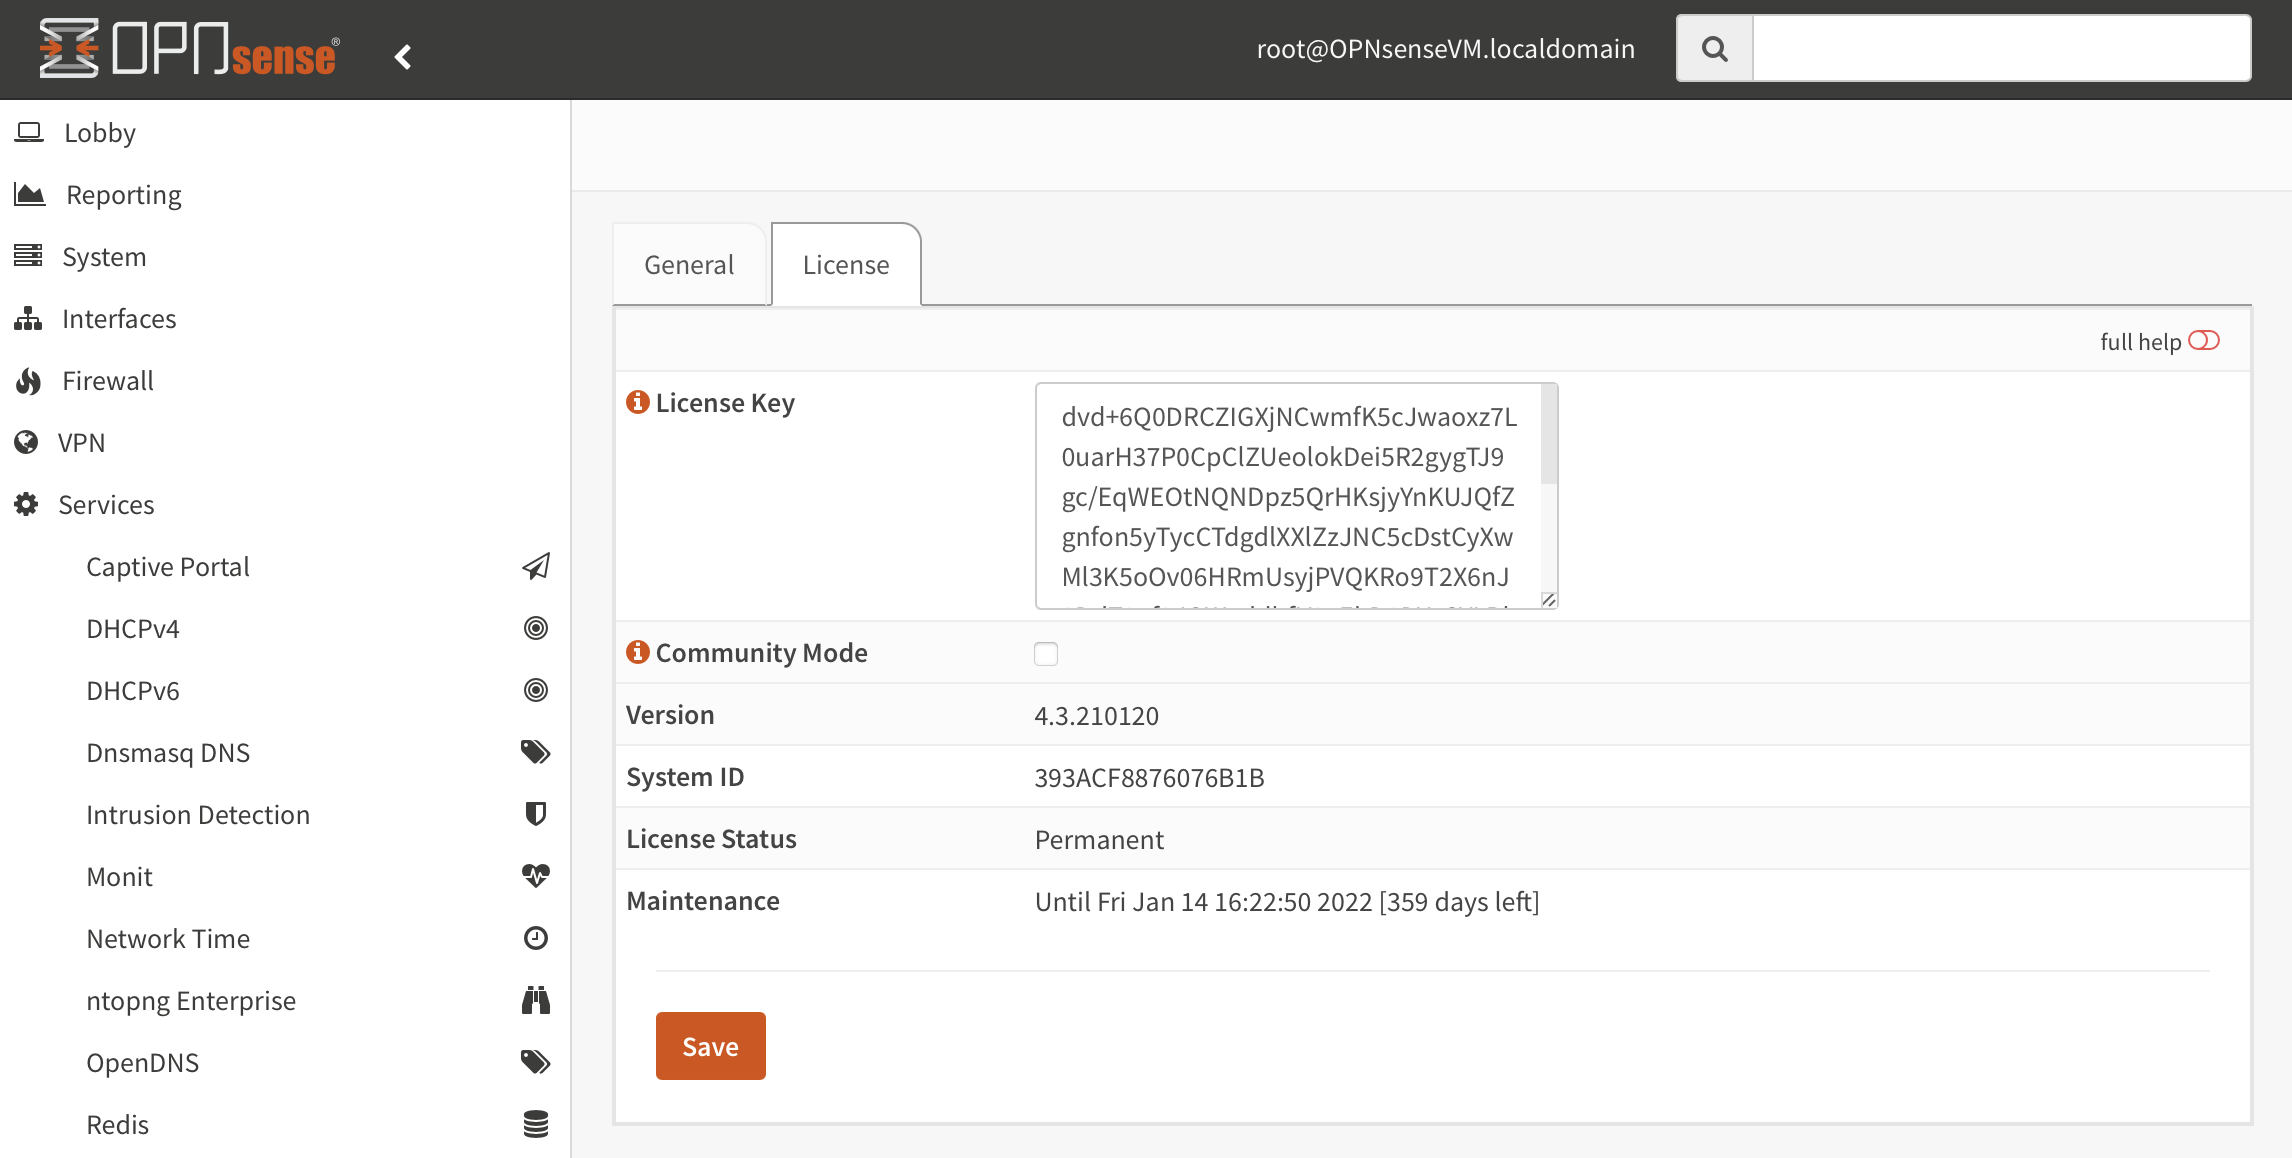 OPNsense®
root@OPNsenseVM.localdomain
Lobby
Reporting
System
Interfaces
Firewall
VPN
Services
Captive Portal
DHCPv4
DHCPv6
Dnsmasq DNS
Intrusion Detection
Monit
Network Time
ntopng Enterprise
OpenDNS
Redis
General
License
full help
License Key
dvd+6Q0DRCZIGXjNCwmfK5cJwaoxz7L
0uarH37P0CpClZUeolokDei5R2gygTJ9
gc/EqWEOtNQNDpz5QrHKsjyYnKUJQfZ
gnfon5yTycCTdgdlXXlZzJNC5cDstCyXw
Ml3K5oOv06HRmUsyjPVQKRo9T2X6nJ
Community Mode
Version
4.3.210120
System ID
393ACF8876076B1B
License Status
Permanent
Maintenance
Until Fri Jan 14 16:22:50 2022 [359 days left]
Save